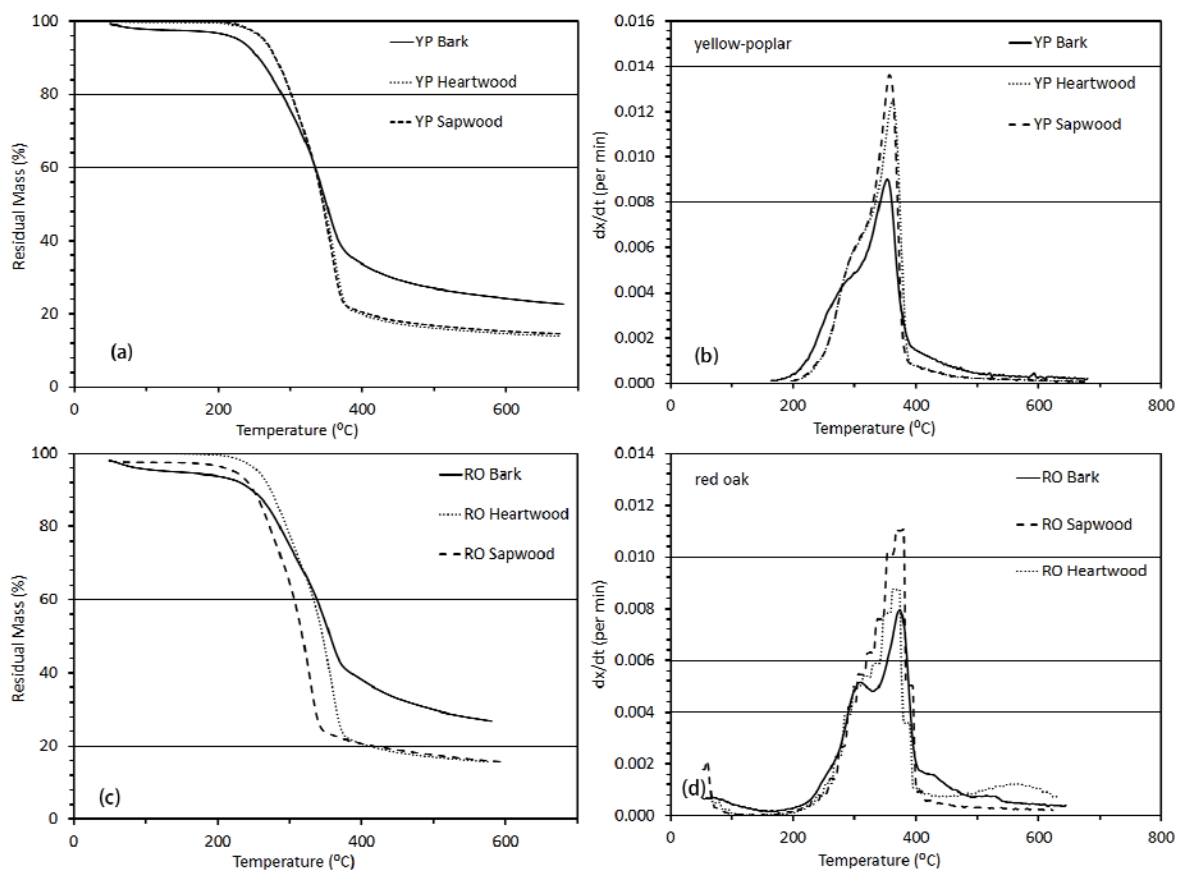 100
80
60
40
20
0
Residual Mass (%)
YP Bark
YP Heartwood
YP Sapwood
(a)
0
200
400
600
Temperature (⁰C)
0.016
0.014
0.012
0.010
0.008
0.006
0.004
0.002
0.000
dx/dt (per min)
yellow-poplar
YP Bark
YP Heartwood
YP Sapwood
(b)
0
200
400
600
800
Temperature (⁰C)
100
80
60
40
20
0
Residual Mass (%)
RO Bark
RO Heartwood
RO Sapwood
(c)
0
200
400
600
Temperature (⁰C)
0.014
0.012
0.010
0.008
0.006
0.004
0.002
0.000
dx/dt (per min)
red oak
RO Bark
RO Sapwood
RO Heartwood
(d)
0
200
400
600
800
Temperature (⁰C)